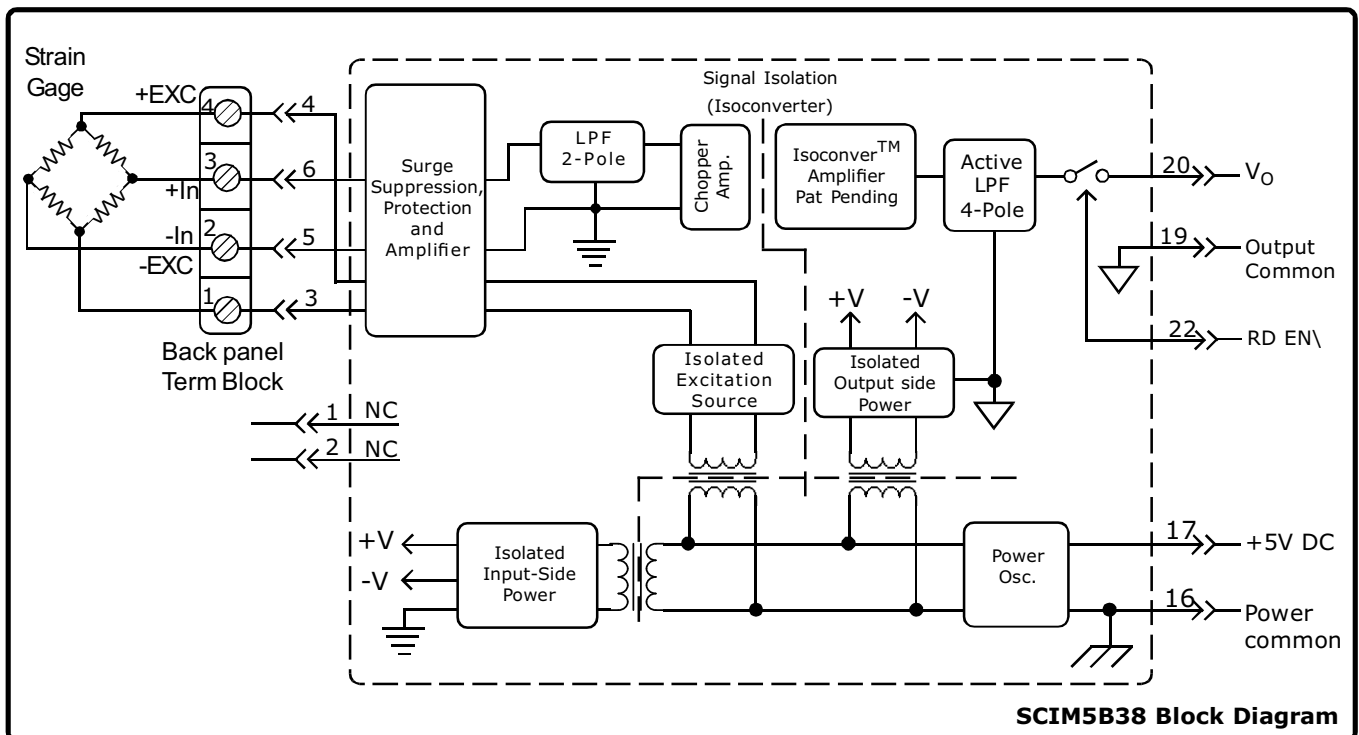 Strain
Gage
+EXC
4
4
3
+In
6
-In
2
5
-EXC
1
3
Back panel
Term Block
1 NC
2 NC
Surge
Suppression,
Protection
and
Amplifier
LPF
2-Pole
Chopper
Amp.
Signal Isolation
(Isoconverter)
Isoconver™
Amplifier
Pat Pending
Active
LPF
4-Pole
20
VO
19
Output
Common
22
RD EN\
+V
-V
Isolated
Excitation
Source
Isolated
Output side
Power
+V
-V
Isolated
Input-Side
Power
Power
Osc.
17
+5V DC
16
Power
common
SCIM5B38 Block Diagram